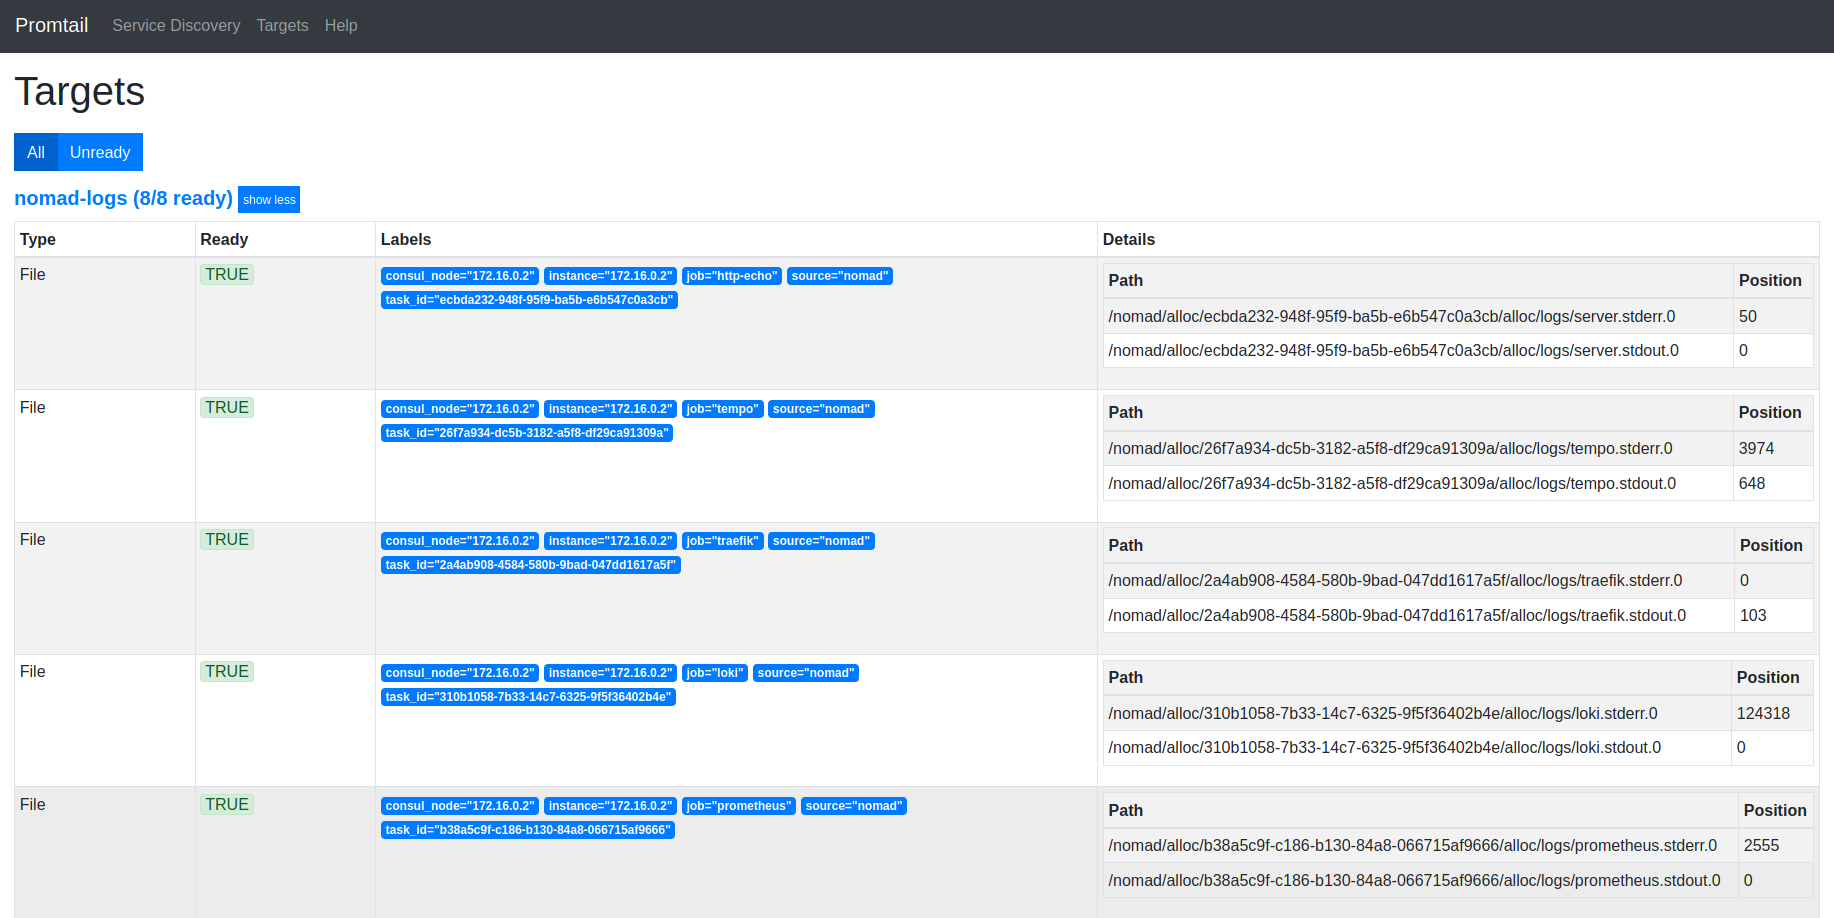 Promtail Service Discovery Targets Help
Targets
All Unready
nomad-logs (8/8 ready) show less
Type Ready Labels Details
File TRUE consul_node="172.16.0.2" instance="172.16.0.2" job="http-echo" source="nomad" Path Position
task_id="ecbda232-948f-95f9-ba5b-e6b547c0a3cb"
/nomad/alloc/ecbda232-948f-95f9-ba5b-e6b547c0a3cb/alloc/logs/server.stderr.0 50
/nomad/alloc/ecbda232-948f-95f9-ba5b-e6b547c0a3cb/alloc/logs/server.stdout.0 0
File TRUE consul_node="172.16.0.2" instance="172.16.0.2" job="tempo" source="nomad" Path Position
task_id="26f7a934-dc5b-3182-a5f8-df29ca91309a"
/nomad/alloc/26f7a934-dc5b-3182-a5f8-df29ca91309a/alloc/logs/tempo.stderr.0 3974
/nomad/alloc/26f7a934-dc5b-3182-a5f8-df29ca91309a/alloc/logs/tempo.stdout.0 648
File TRUE consul_node="172.16.0.2" instance="172.16.0.2" job="traefik" source="nomad" Path Position
task_id="2a4ab908-4584-580b-9bad-047dd1617a5f"
/nomad/alloc/2a4ab908-4584-580b-9bad-047dd1617a5f/alloc/logs/traefik.stderr.0 0
/nomad/alloc/2a4ab908-4584-580b-9bad-047dd1617a5f/alloc/logs/traefik.stdout.0 103
File TRUE consul_node="172.16.0.2" instance="172.16.0.2" job="loki" source="nomad" Path Position
task_id="310b1058-7b33-14c7-6325-9f5f36402b4e"
/nomad/alloc/310b1058-7b33-14c7-6325-9f5f36402b4e/alloc/logs/loki.stderr.0 124318
/nomad/alloc/310b1058-7b33-14c7-6325-9f5f36402b4e/alloc/logs/loki.stdout.0 0
File TRUE consul_node="172.16.0.2" instance="172.16.0.2" job="prometheus" source="nomad" Path Position
task_id="b38a5c9f-c186-b130-84a8-066715af9666"
/nomad/alloc/b38a5c9f-c186-b130-84a8-066715af9666/alloc/logs/prometheus.stderr.0 2555
/nomad/alloc/b38a5c9f-c186-b130-84a8-066715af9666/alloc/logs/prometheus.stdout.0 0